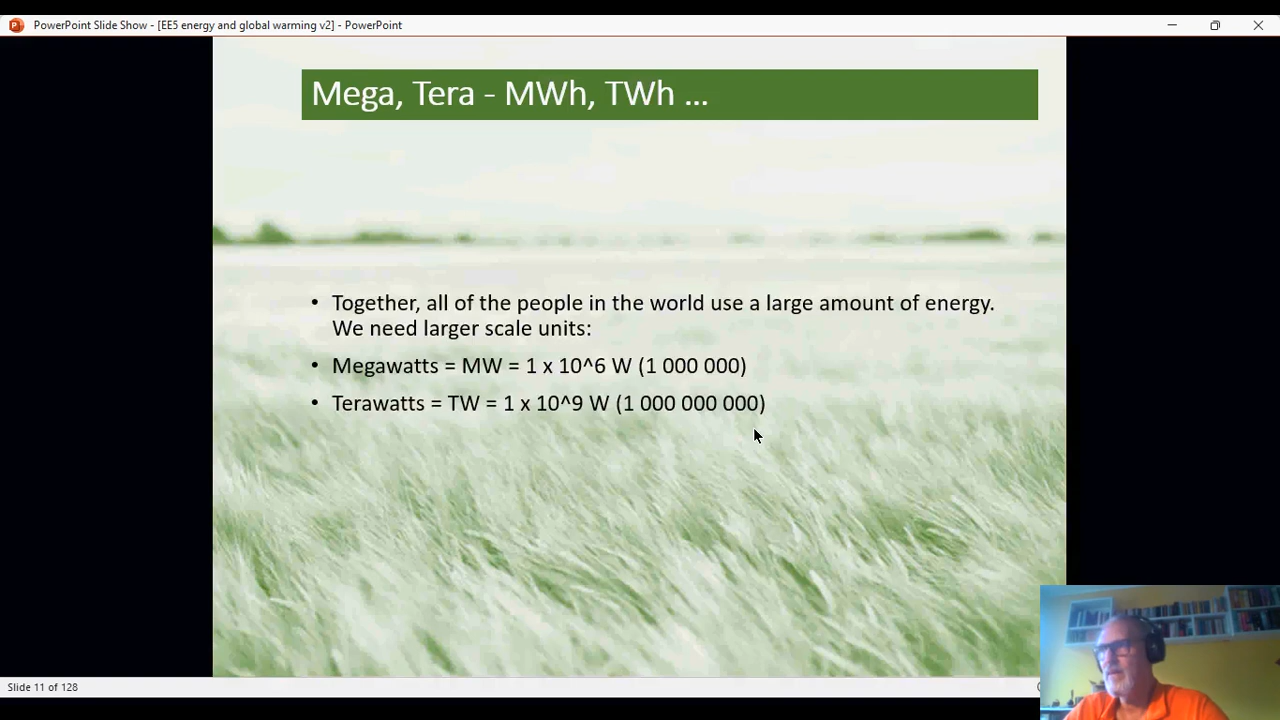 PowerPoint Slide Show - [EE5 energy and global warming v2] - PowerPoint
Mega, Tera - MWh, TWh ...
• Together, all of the people in the world use a large amount of energy.
We need larger scale units:
• Megawatts = MW = 1 x 10^6 W (1 000 000)
• Terawatts = TW = 1 x 10^9 W (1 000 000 000)
Slide 11 of 128